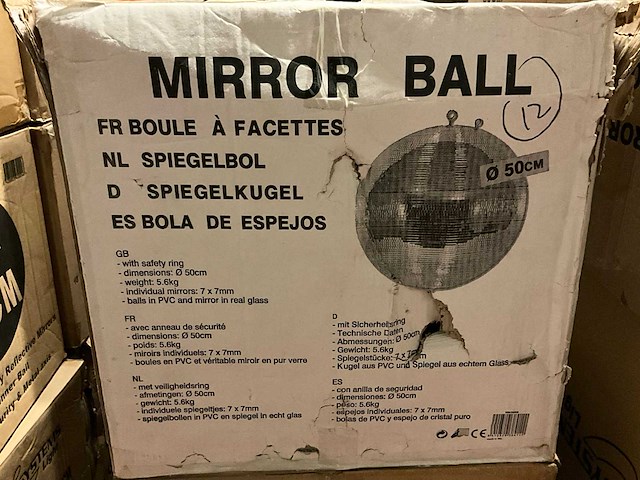 MIRROR BALL
12
FR BOULE À FACETTES
NL SPIEGELBOL
D SPIEGELKUGEL
ES BOLA DE ESPEJOS
Ø 50CM
GB
- with safety ring
- dimensions: Ø 50cm
- weight: 5.6kg
- individual mirrors: 7 x 7mm
- balls in PVC and mirror in real glass
FR
- avec anneau de sécurité
- dimensions: Ø 50cm
- poids: 5.6kg
- miroirs individuels: 7 x 7mm
- boules en PVC et véritable miroir en pur verre
D
- mit Sicherheitsring
- Technische Daten
- Abmessungen: Ø 50cm
- Gewicht: 5.6kg
- Spiegelstücke: 7 x 7mm
- Kugel aus PVC und Spiegel aus echtem Glass
NL
- met veiligheidsring
- afmetingen: Ø 50cm
- gewicht: 5.6kg
- individuele spiegeltjes: 7 x 7mm
- spiegelbollen in PVC en spiegel in echt glas
ES
- con anilla de seguridad
- dimensiones: Ø 50cm
- peso: 5.6kg
- espejos individuales: 7 x 7mm
- bolas de PVC y espejo de cristal puro
CE